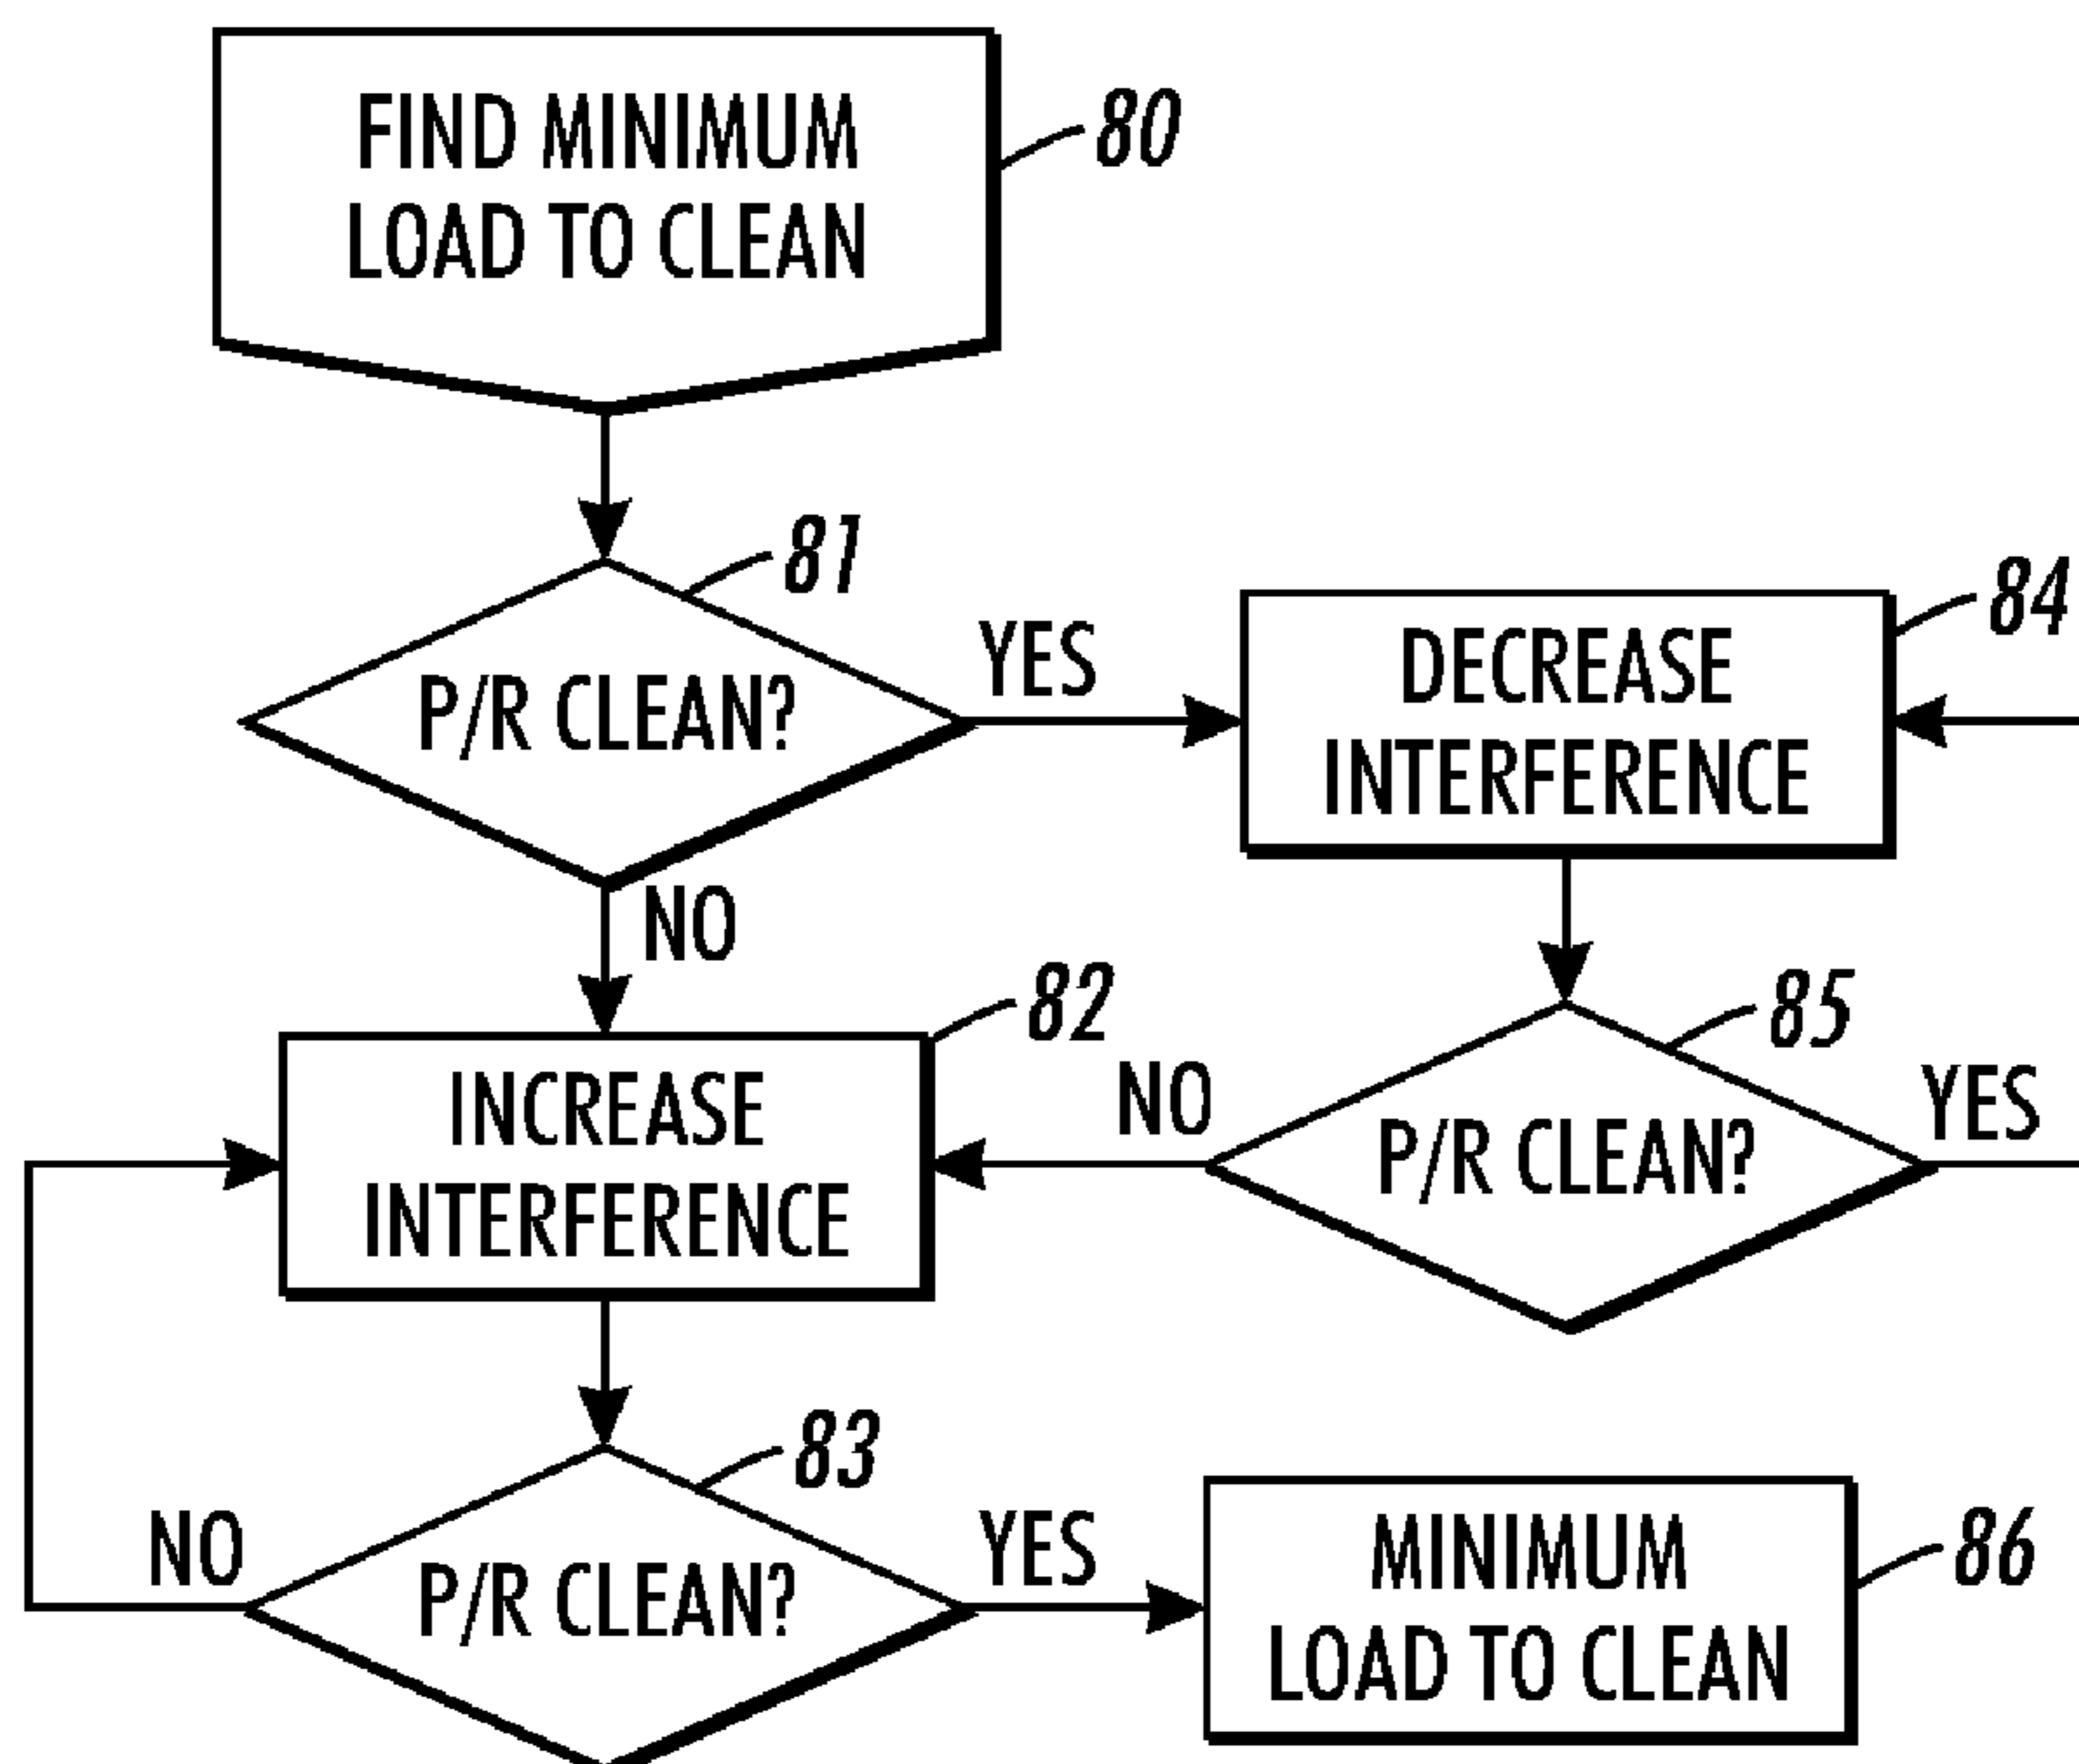 FIND MINIMUM
LOAD TO CLEAN
80
P/R CLEAN?
81
YES
NO
DECREASE
INTERFERENCE
84
INCREASE
INTERFERENCE
82
NO
P/R CLEAN?
85
YES
P/R CLEAN?
83
NO
YES
MINIMUM
LOAD TO CLEAN
86